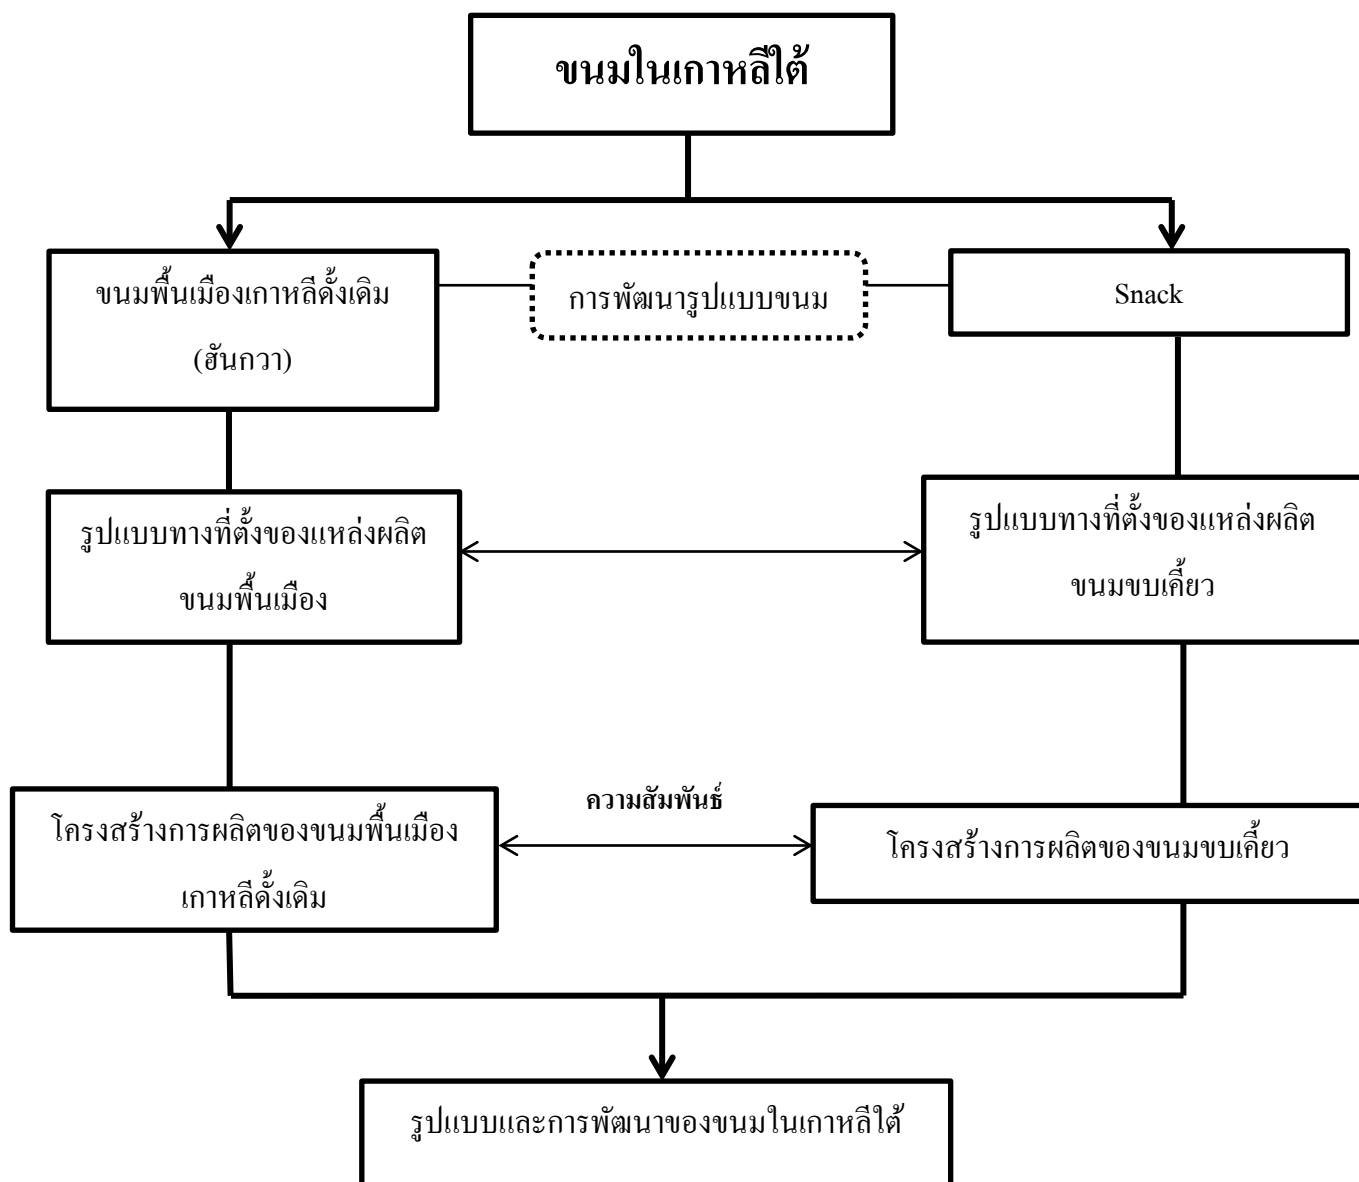 ขนมในเกาหลีใต้
ขนมพื้นเมืองเกาหลีดั้งเดิม
(ฮันกวา)
การพัฒนารูปแบบขนม
Snack
รูปแบบทางที่ตั้งของแหล่งผลิต
ขนมพื้นเมือง
รูปแบบทางที่ตั้งของแหล่งผลิต
ขนมขบเคี้ยว
โครงสร้างการผลิตของขนมพื้นเมือง
เกาหลีดั้งเดิม
ความสัมพันธ์
โครงสร้างการผลิตของขนมขบเคี้ยว
รูปแบบและการพัฒนาของขนมในเกาหลีใต้